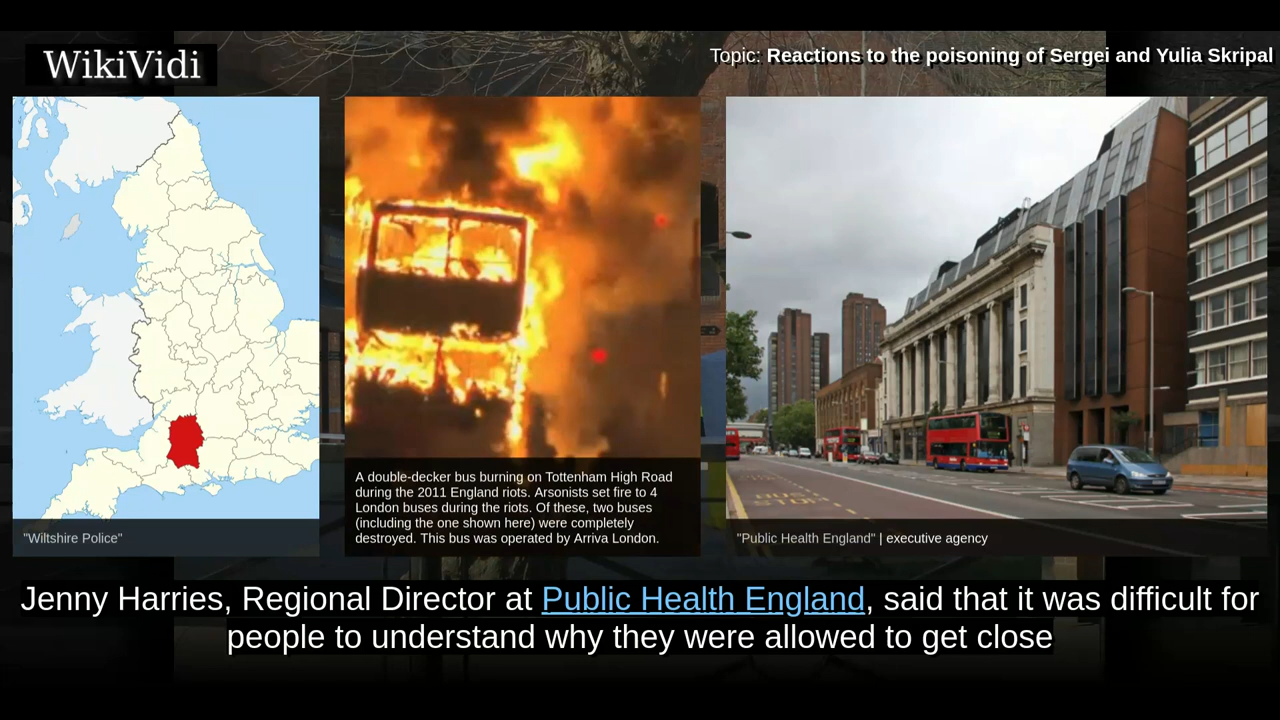 WikiVidi
Topic: Reactions to the poisoning of Sergei and Yulia Skripal
"Wiltshire Police"
A double-decker bus burning on Tottenham High Road
during the 2011 England riots. Arsonists set fire to 4
London buses during the riots. Of these, two buses
(including the one shown here) were completely
destroyed. This bus was operated by Arriva London.
BUS
STOP
"Public Health England" | executive agency
Jenny Harries, Regional Director at Public Health England, said that it was difficult for
people to understand why they were allowed to get close